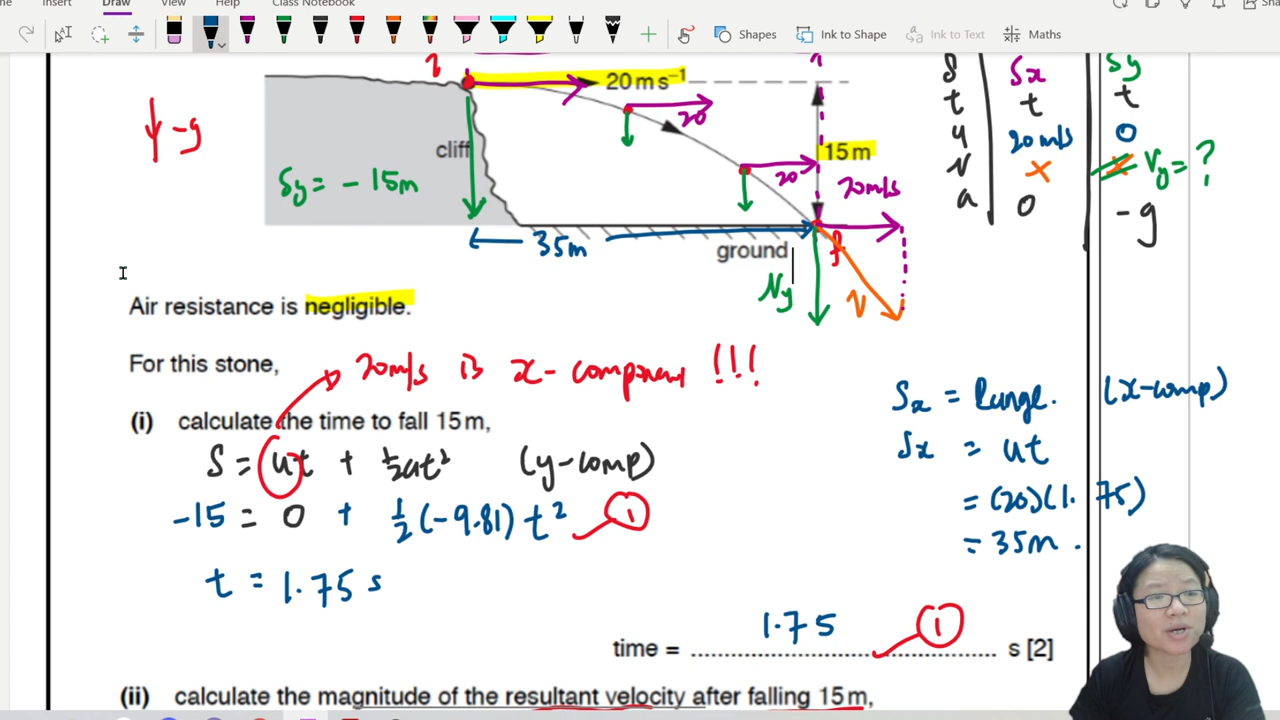 Insert Draw View Class Notebook
Shapes Ink to Shape Ink to Text Maths
20 m s⁻¹
↓ -g
cliff
15 m
20
20
20m/s
Sy = - 15m
35m
ground
Vy
V
f
S | Sx | Sy
t | t | t
u | 20m/s | 0
v | x | Vy = ?
a | 0 | -g
Air resistance is negligible.
For this stone,
20m/s is x-component !!!
(i) calculate the time to fall 15 m,
S = ut + ½at² (y-comp)
-15 = 0 + ½(-9.81) t² 1
t = 1.75 s
Sx = Range. (x-comp)
Sx = ut
= (20)(1.75)
= 35m.
1.75 1
time = ............................................... s [2]
(ii) calculate the magnitude of the resultant velocity after falling 15 m,